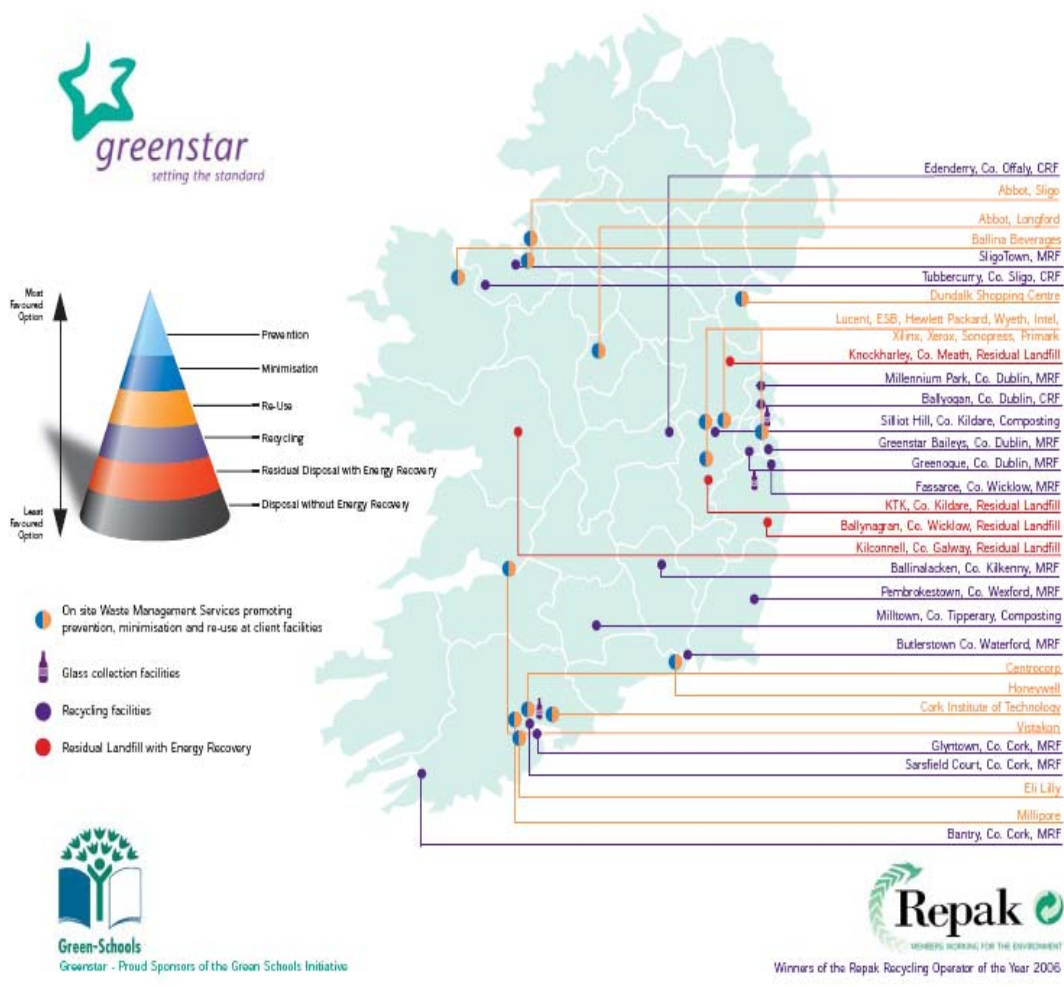 greenstar
setting the standard
Edenderry, Co. Offaly, CRF
Abbot, Sligo
Abbot, Longford
Ballina Beverages
SligoTown, MRF
Tubbercurry, Co. Sligo, CRF
Dundalk Shopping Centre
Lucent, ESB, Hewlett Packard, Wyeth, Intel,
Xilinx, Xerox, Sonopress, Primark
Knockharley, Co. Meath, Residual Landfill
Millennium Park, Co. Dublin, MRF
Ballyogan, Co. Dublin, CRF
Silliot Hill, Co. Kildare, Composting
Greenstar Baileys, Co. Dublin, MRF
Greenogue, Co. Dublin, MRF
Fassaroe, Co. Wicklow, MRF
KTK, Co. Kildare, Residual Landfill
Ballynagran, Co. Wicklow, Residual Landfill
Kilconnell, Co. Galway, Residual Landfill
Ballinalacken, Co. Kilkenny, MRF
Pembrokestown, Co. Wexford, MRF
Milltown, Co. Tipperary, Composting
Butlerstown Co. Waterford, MRF
Centrocorp
Honeywell
Cork Institute of Technology
Vistakon
Glyntown, Co. Cork, MRF
Sarsfield Court, Co. Cork, MRF
Eli Lilly
Millipore
Bantry, Co. Cork, MRF
Most
Favoured
Option
Prevention
Minimisation
Re-Use
Recycling
Residual Disposal with Energy Recovery
Disposal without Energy Recovery
Least
Favoured
Option
On site Waste Management Services promoting
prevention, minimisation and re-use at client facilities
Glass collection facilities
Recycling facilities
Residual Landfill with Energy Recovery
Green-Schools
Greenstar - Proud Sponsors of the Green Schools Initiative
Repak
MEMBERS WORKING FOR THE ENVIRONMENT
Winners of the Repak Recycling Operator of the Year 2006